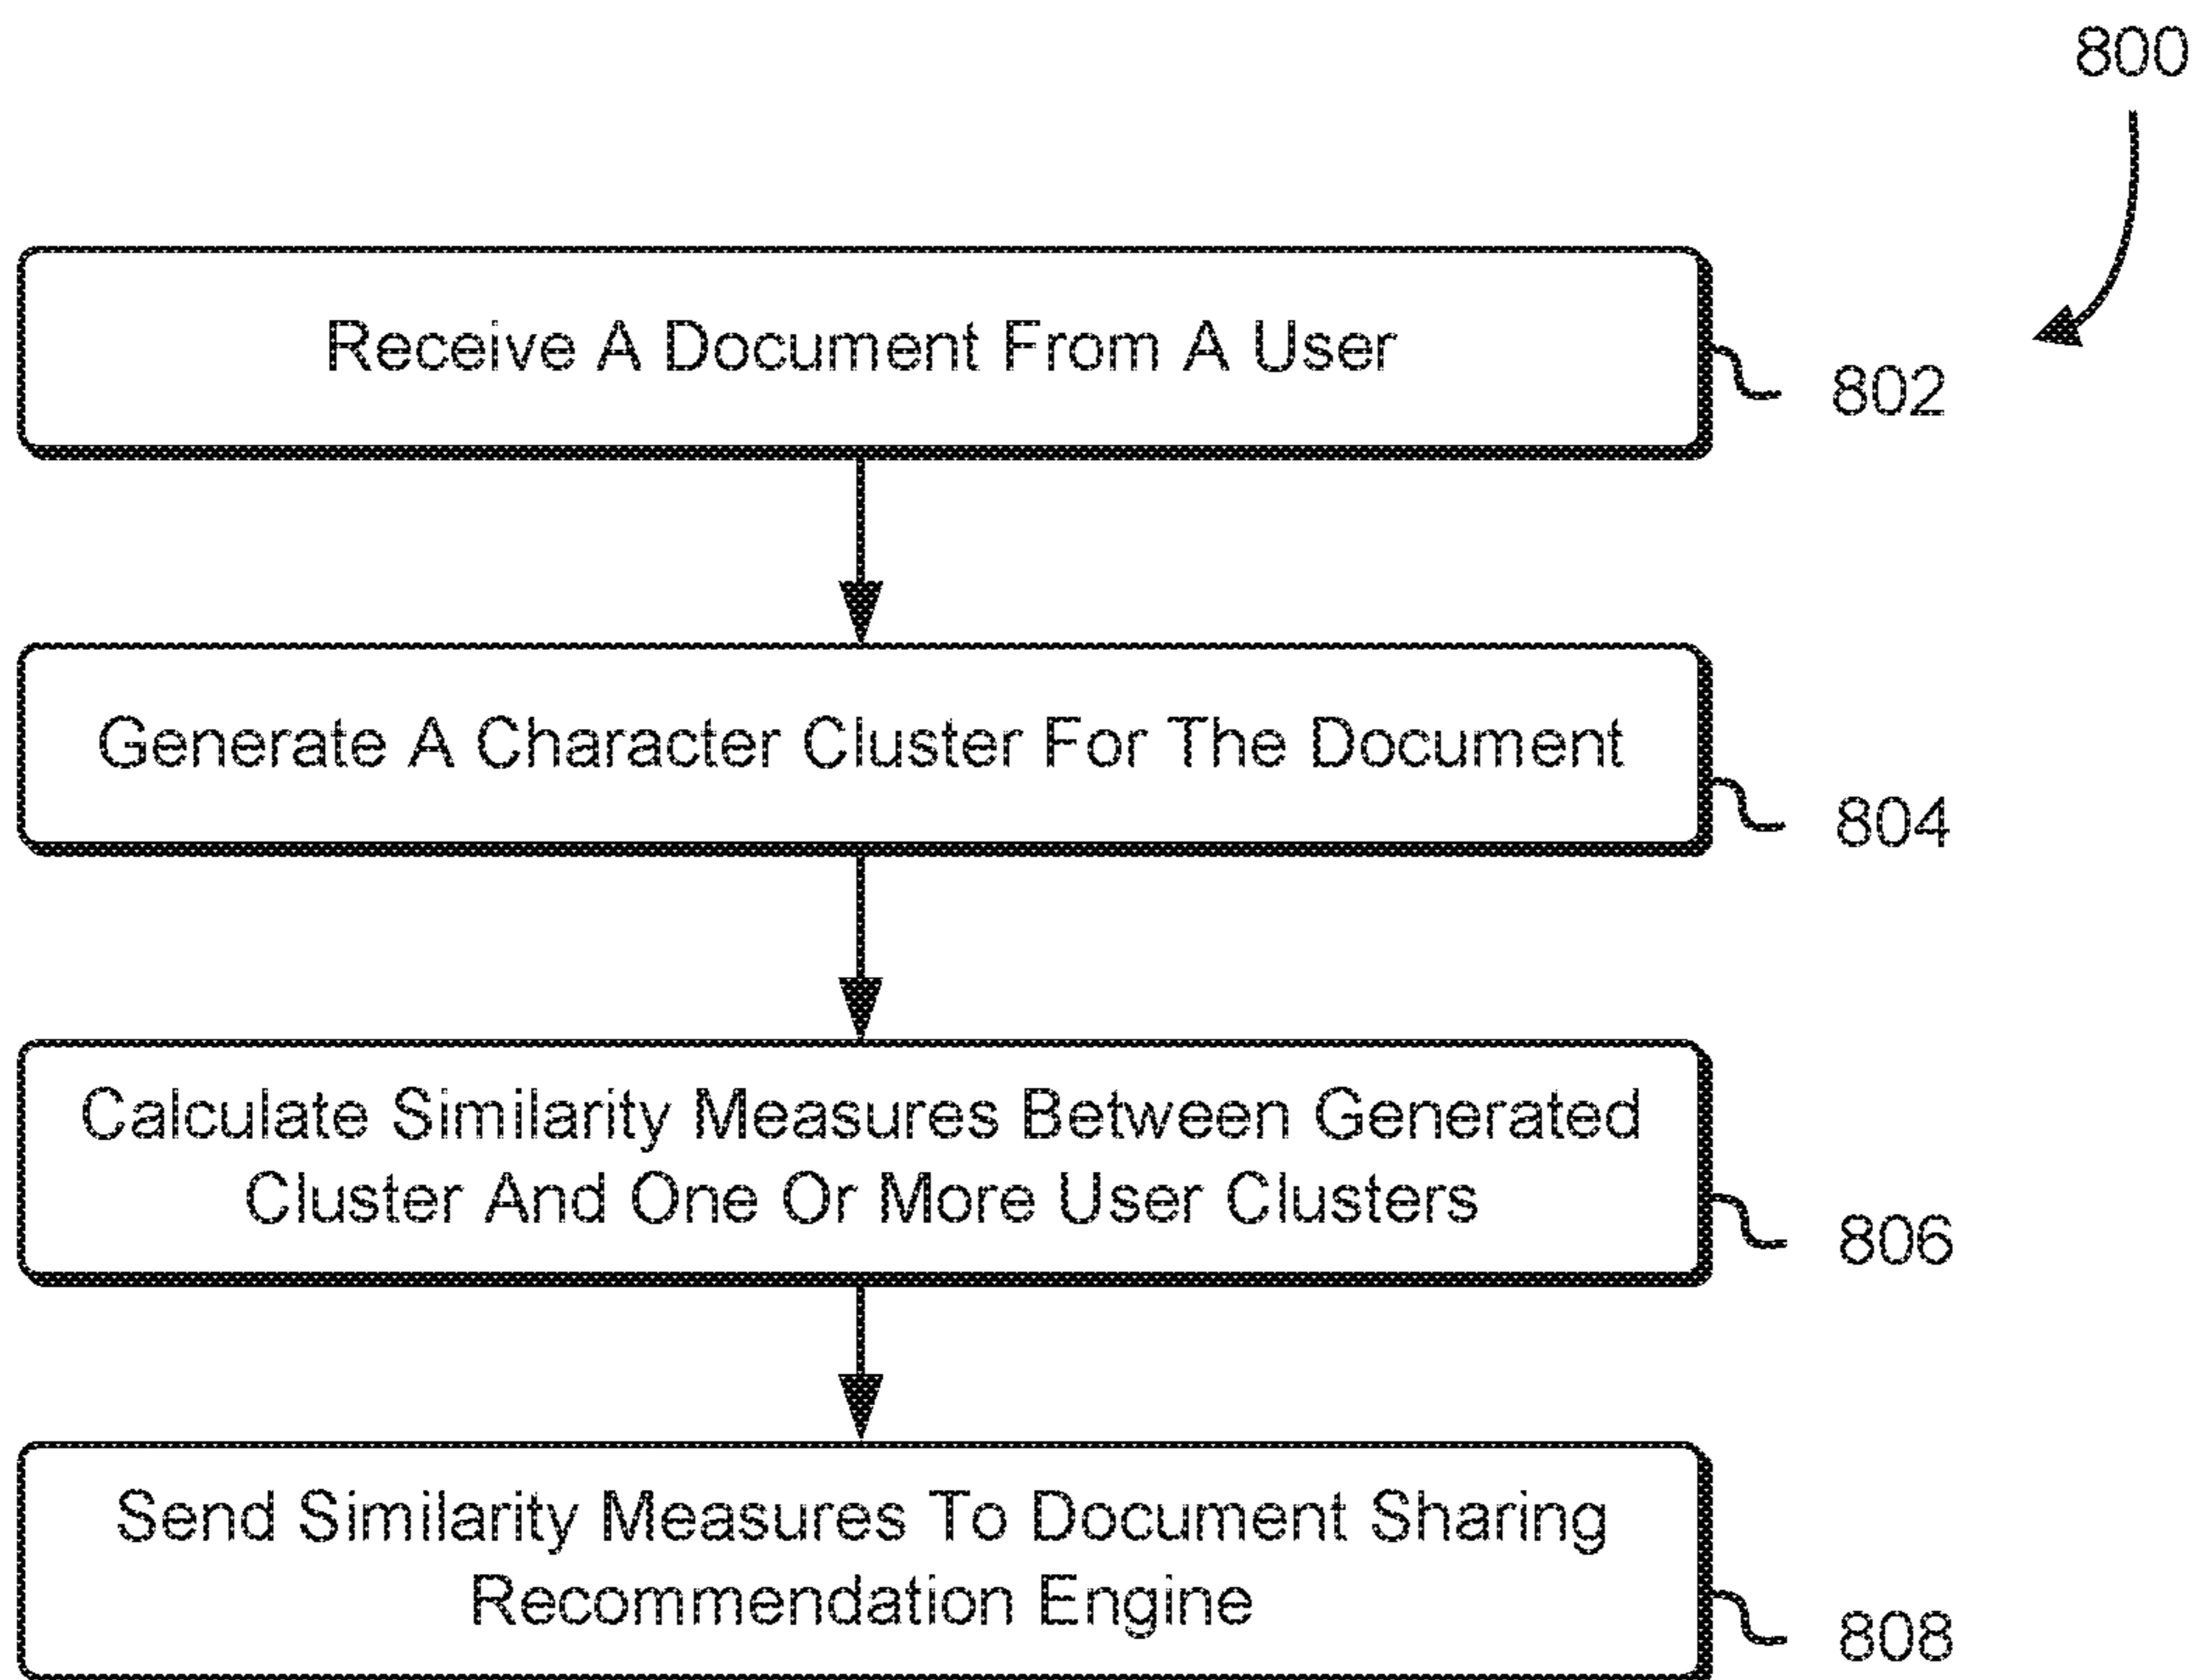 800
Receive A Document From A User
802
Generate A Character Cluster For The Document
804
Calculate Similarity Measures Between Generated
Cluster And One Or More User Clusters
806
Send Similarity Measures To Document Sharing
Recommendation Engine
808